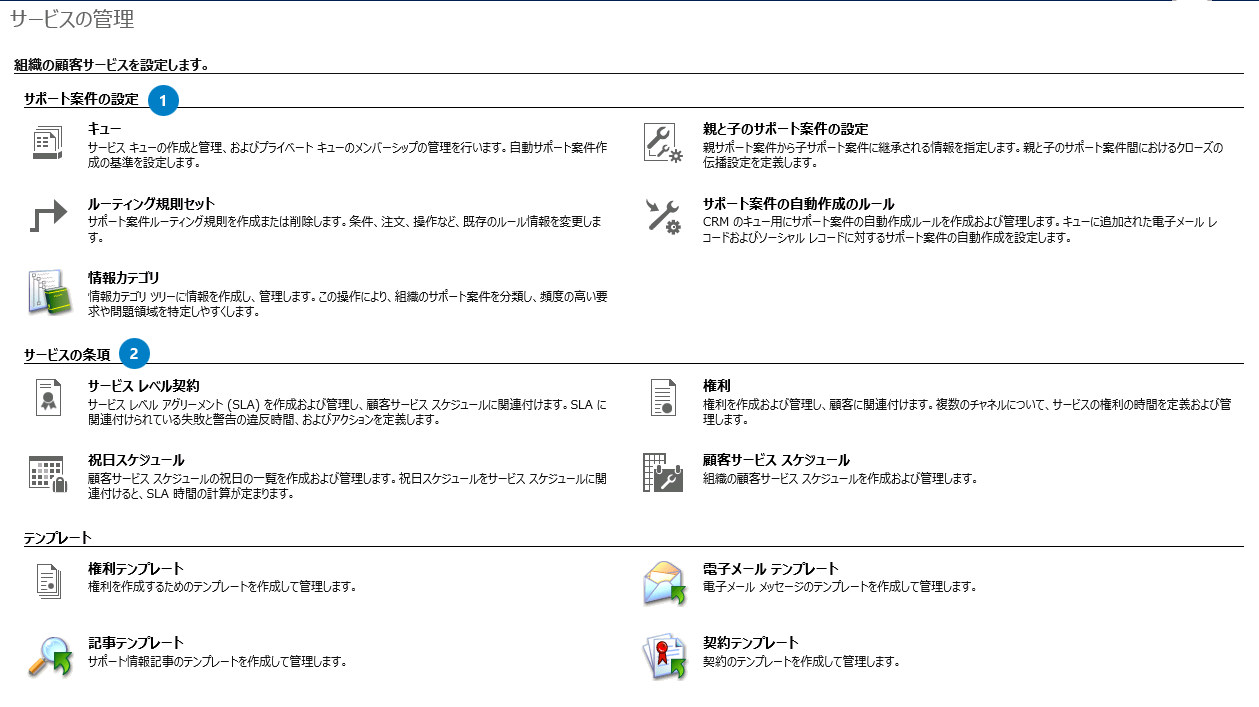 サービスの管理
組織の顧客サービスを設定します。
サポート案件の設定 1
キュー
サービス キューの作成と管理、およびプライベート キューのメンバーシップの管理を行います。自動サポート案件作
成の基準を設定します。
親と子のサポート案件の設定
親サポート案件から子サポート案件に継承される情報を指定します。親と子のサポート案件間におけるクローズの
伝播設定を定義します。
ルーティング規則セット
サポート案件ルーティング規則を作成または削除します。条件、注文、操作など、既存のルール情報を変更しま
す。
サポート案件の自動作成のルール
CRM のキュー用にサポート案件の自動作成ルールを作成および管理します。キューに追加された電子メール レ
コードおよびソーシャル レコードに対するサポート案件の自動作成を設定します。
情報カテゴリ
情報カテゴリ ツリーに情報を作成し、管理します。この操作により、組織のサポート案件を分類し、頻度の高い要
求や問題領域を特定しやすくします。
サービスの条項 2
サービス レベル契約
サービス レベル アグリーメント (SLA) を作成および管理し、顧客サービス スケジュールに関連付けます。SLA に
関連付けられている失敗と警告の違反時間、およびアクションを定義します。
権利
権利を作成および管理し、顧客に関連付けます。複数のチャネルについて、サービスの権利の時間を定義および管
理します。
祝日スケジュール
顧客サービス スケジュールの祝日の一覧を作成および管理します。祝日スケジュールをサービス スケジュールに関
連付けると、SLA 時間の計算が定まります。
顧客サービス スケジュール
組織の顧客サービス スケジュールを作成および管理します。
テンプレート
権利テンプレート
権利を作成するためのテンプレートを作成して管理します。
電子メール テンプレート
電子メール メッセージのテンプレートを作成して管理します。
記事テンプレート
サポート情報記事のテンプレートを作成して管理します。
契約テンプレート
契約のテンプレートを作成して管理します。